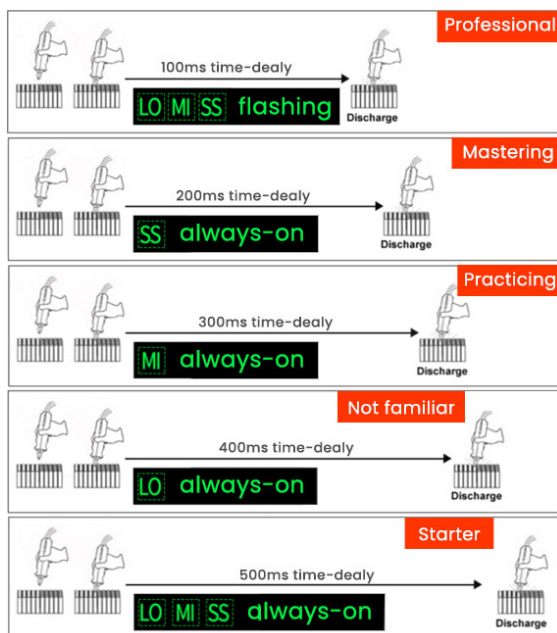 Professional
100ms time-dealy
LO MI SS flashing
Discharge
Mastering
200ms time-dealy
SS always-on
Discharge
Practicing
300ms time-dealy
MI always-on
Discharge
Not familiar
400ms time-dealy
LO always-on
Discharge
Starter
500ms time-dealy
LO MI SS always-on
Discharge